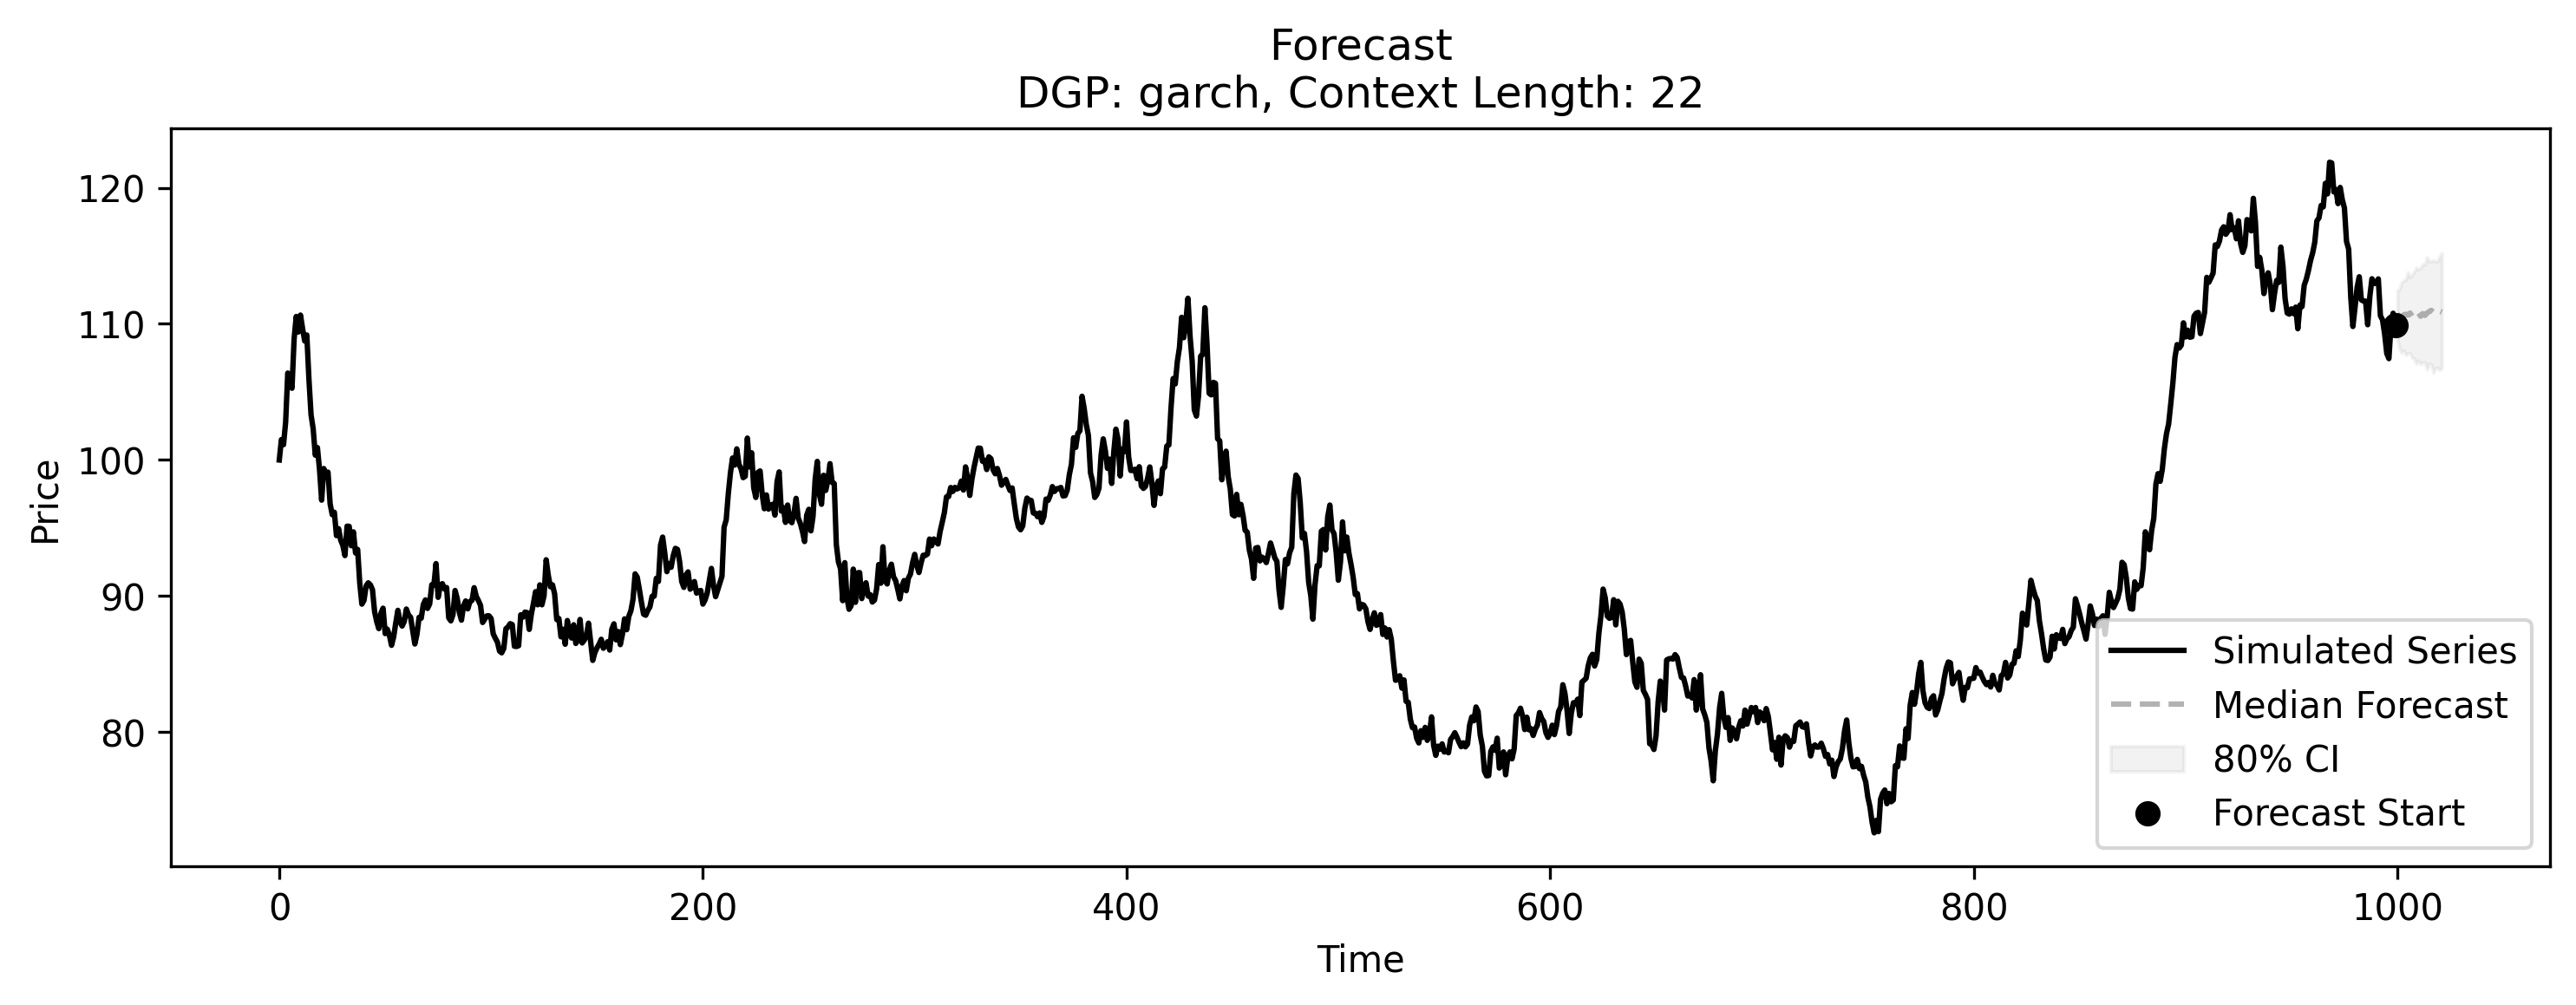 Forecast
DGP: garch, Context Length: 22
Price
120
110
100
90
80
Simulated Series
Median Forecast
80% CI
Forecast Start
0
200
400
600
800
1000
Time